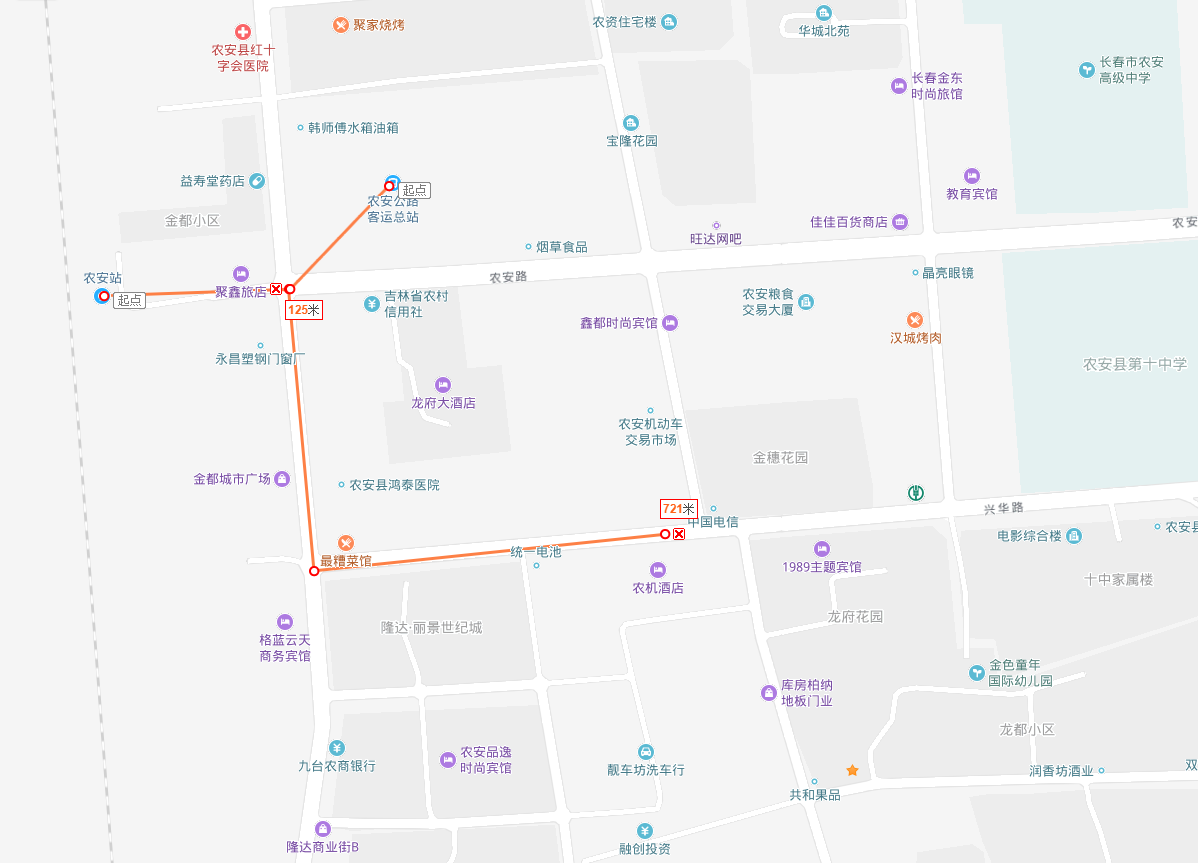 聚家烧烤
农资住宅楼
华城北苑
农安县红十
字会医院
长春市农安
高级中学
长春金东
时尚旅馆
韩师傅水箱油箱
宝隆花园
益寿堂药店
起点
农安公路
客运总站
教育宾馆
金都小区
佳佳百货商店
农安
旺达网吧
烟草食品
农安路
晶亮眼镜
农安站
聚鑫旅店
起点
吉林省农村
信用社
125米
农安粮食
交易大厦
鑫都时尚宾馆
汉城烤肉
永昌塑钢门窗厂
农安县第十中学
龙府大酒店
农安机动车
交易市场
金穗花园
金都城市广场
农安县鸿泰医院
721米
中国电信
兴华路
农安县
电影综合楼
统一电池
最糟菜馆
1989主题宾馆
农机酒店
十中家属楼
龙府花园
隆达·丽景世纪城
格蓝云天
商务宾馆
金色童年
国际幼儿园
库房柏纳
地板门业
龙都小区
农安品逸
时尚宾馆
九台农商银行
靓车坊洗车行
润香坊酒业
双
共和果品
隆达商业街B
融创投资